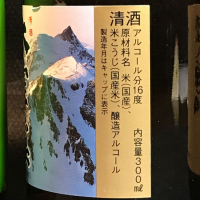 清酒
アルコール分16度
原材料名 米(国産)、
米こうじ(国産米)、醸造アルコール
製造年月はキャップに表示
内容量300㎖